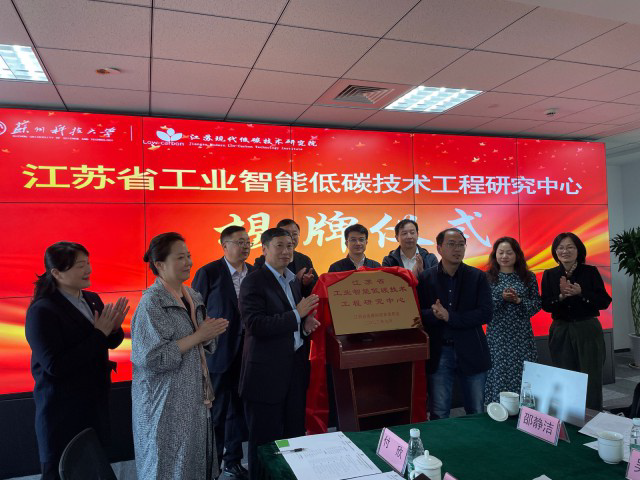 苏州科技大学
Low-carbon
江苏现代低碳技术研究院
江苏省工业智能低碳技术工程研究中心
揭牌仪式
江苏省
工业智能低碳技术
工程研究中心
付欣
邵静洁